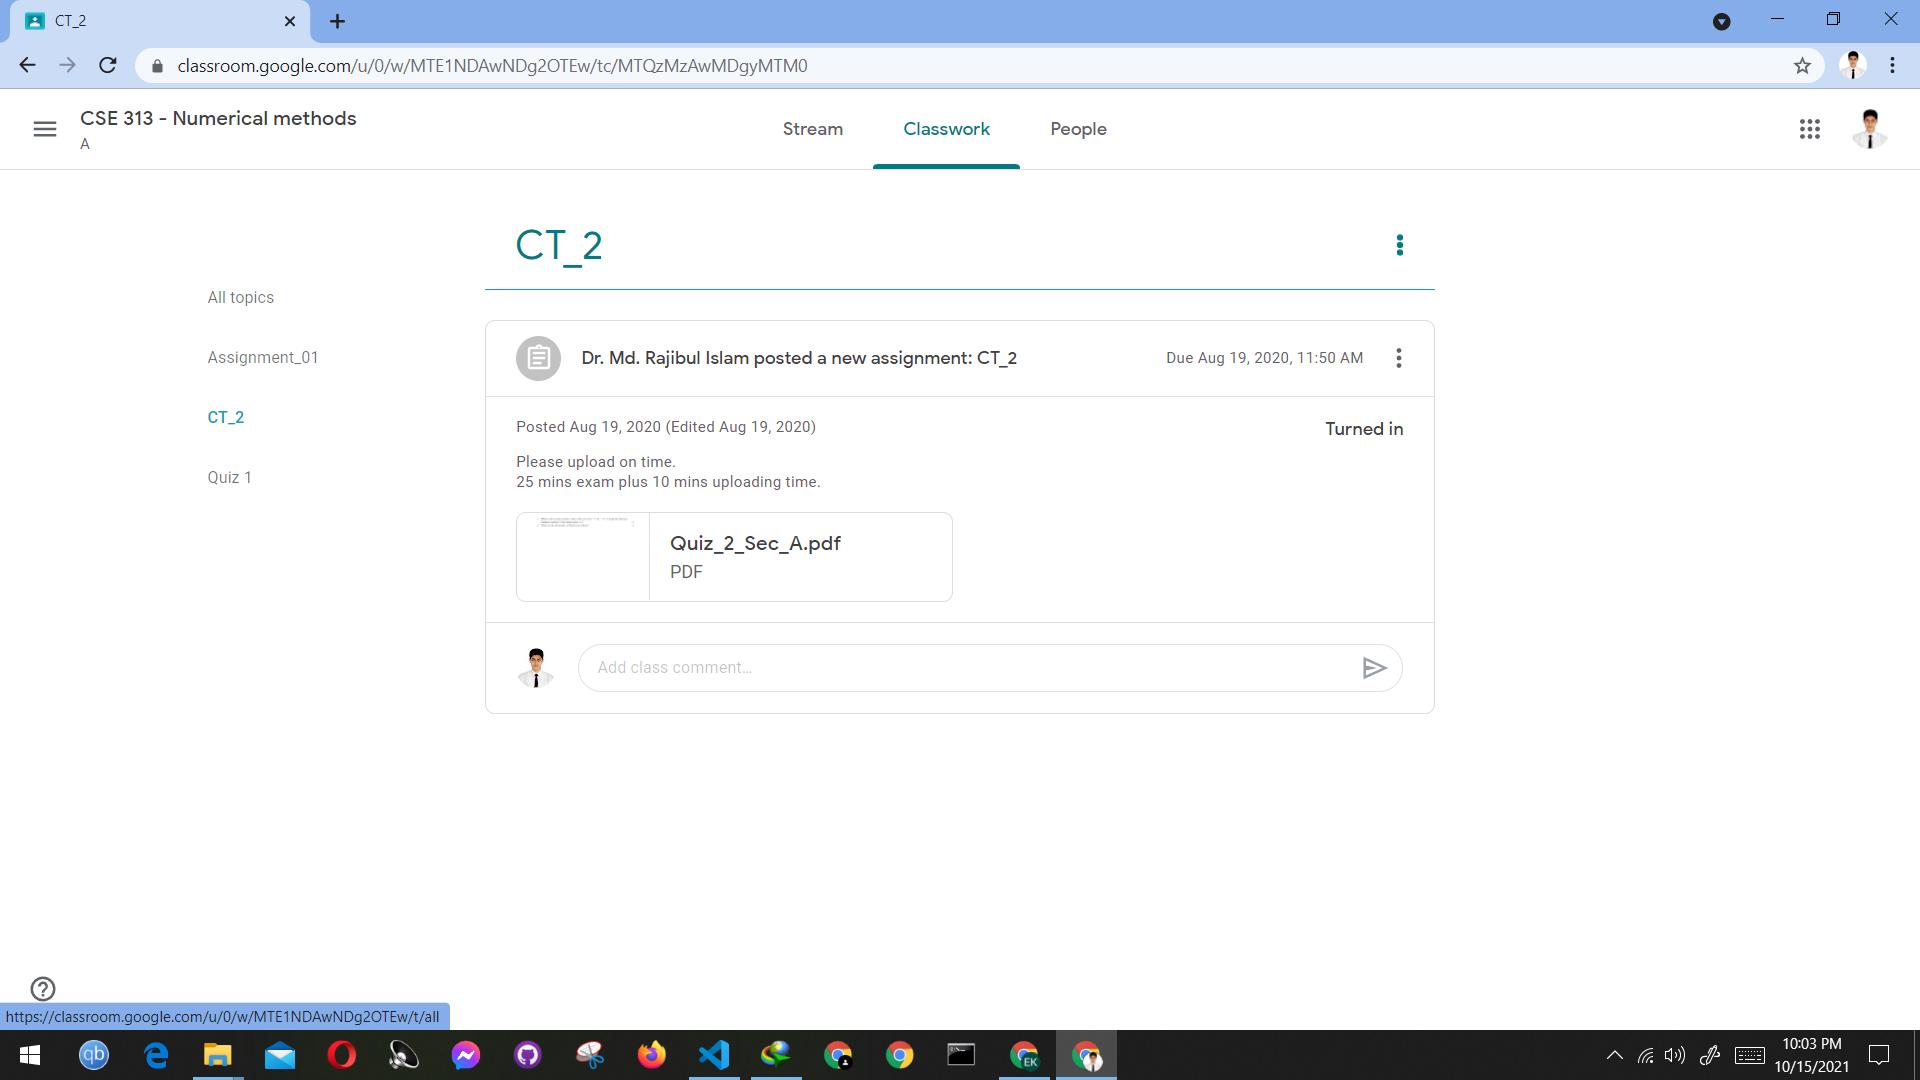 CT_2
classroom.google.com/u/0/w/MTE1NDAwNDg2OTEw/tc/MTQzMzAwMDgyMTM0
CSE 313 - Numerical methods
A
Stream
Classwork
People
CT_2
All topics
Assignment_01
CT_2
Quiz 1
Dr. Md. Rajibul Islam posted a new assignment: CT_2
Due Aug 19, 2020, 11:50 AM
Posted Aug 19, 2020 (Edited Aug 19, 2020)
Turned in
Please upload on time.
25 mins exam plus 10 mins uploading time.
Quiz_2_Sec_A.pdf
PDF
Add class comment...
https://classroom.google.com/u/0/w/MTE1NDAwNDg2OTEw/t/all
qb
EK
10:03 PM
10/15/2021